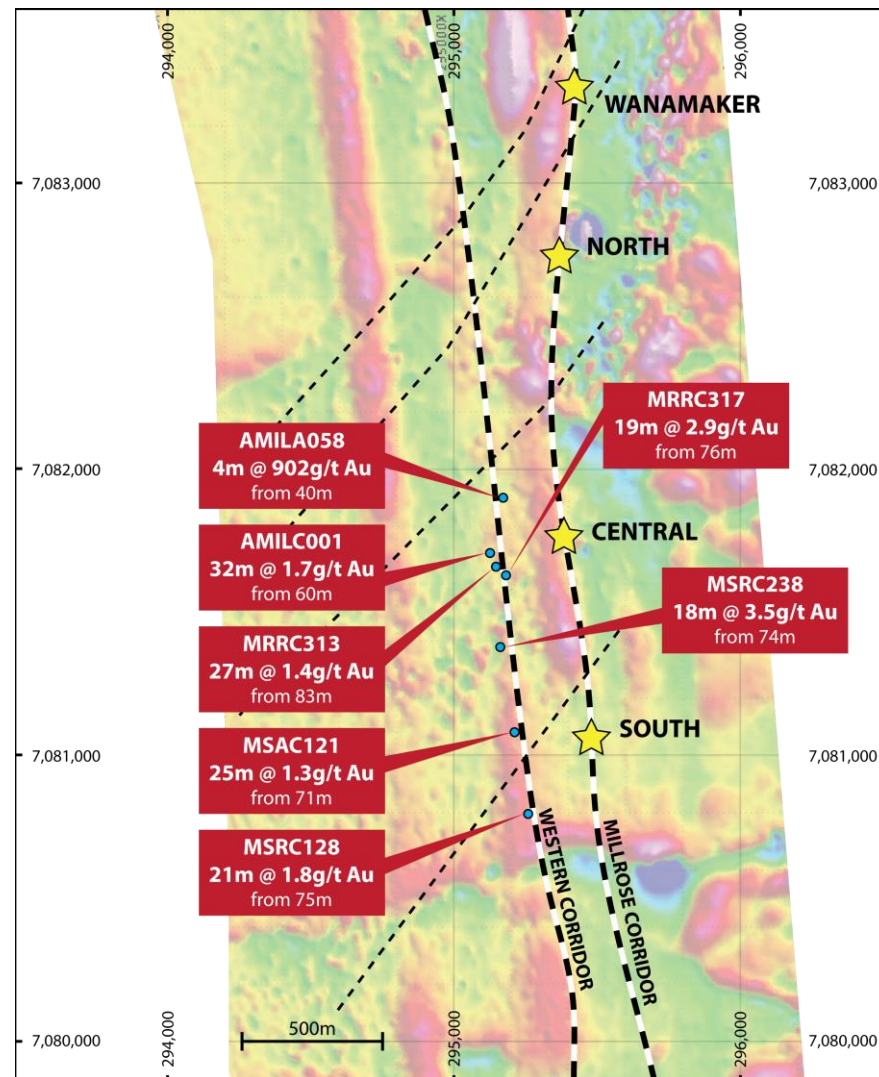 294,000
295,000
295000X
296,000
WANAMAKER
7,083,000
7,083,000
NORTH
MRRC317
19m @ 2.9g/t Au
from 76m
AMILA058
4m @ 902g/t Au
from 40m
7,082,000
7,082,000
AMILC001
32m @ 1.7g/t Au
from 60m
CENTRAL
MSRC238
18m @ 3.5g/t Au
from 74m
MRRC313
27m @ 1.4g/t Au
from 83m
SOUTH
MSAC121
25m @ 1.3g/t Au
from 71m
7,081,000
7,081,000
MSRC128
21m @ 1.8g/t Au
from 75m
WESTERN CORRIDOR
MILLROSE CORRIDOR
500m
7,080,000
7,080,000
294,000
295,000
296,000